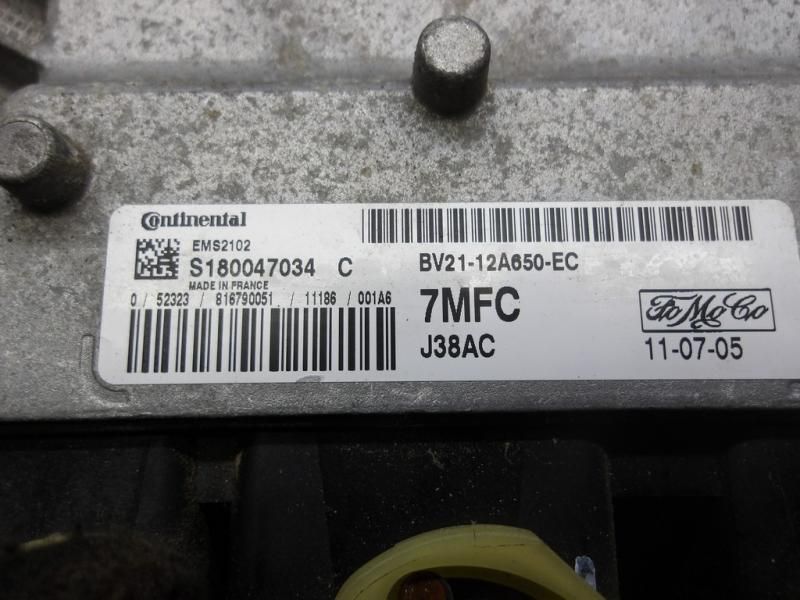 Continental
EMS2102
S180047034 C
MADE IN FRANCE
0 / 52323 / 816790051 / 11186 / 001A6
BV21-12A650-EC
7MFC
J38AC
FoMoCo
11-07-05